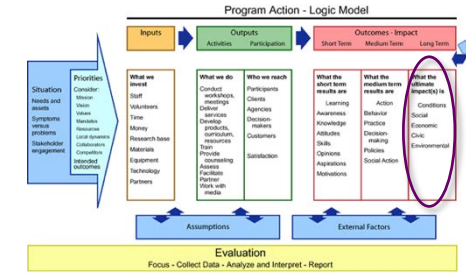 Program Action - Logic Model
Inputs
Outputs
Activities Participation
Outcomes - Impact
Short Term Medium Term Long Term
Situation
Needs and
assets
Symptoms
versus
problems
Stakeholder
engagement
Priorities
Consider:
Mission
Vision
Values
Mandates
Resources
Local dynamics
Collaborators
Competitors
Intended
outcomes
What we
invest
Staff
Volunteers
Time
Money
Research base
Materials
Equipment
Technology
Partners
What we do
Conduct
workshops,
meetings
Deliver
services
Develop
products,
curriculum,
resources
Train
Provide
counseling
Assess
Facilitate
Partner
Work with
media
Who we reach
Participants
Clients
Agencies
Decision-
makers
Customers
Satisfaction
What the
short term
results are
Learning
Awareness
Knowledge
Attitudes
Skills
Opinions
Aspirations
Motivations
What the
medium term
results are
Action
Behavior
Practice
Decision-
making
Policies
Social Action
What the
ultimate
impact(s) is
Conditions
Social
Economic
Civic
Environmental
Assumptions
External Factors
Evaluation
Focus - Collect Data - Analyze and Interpret - Report